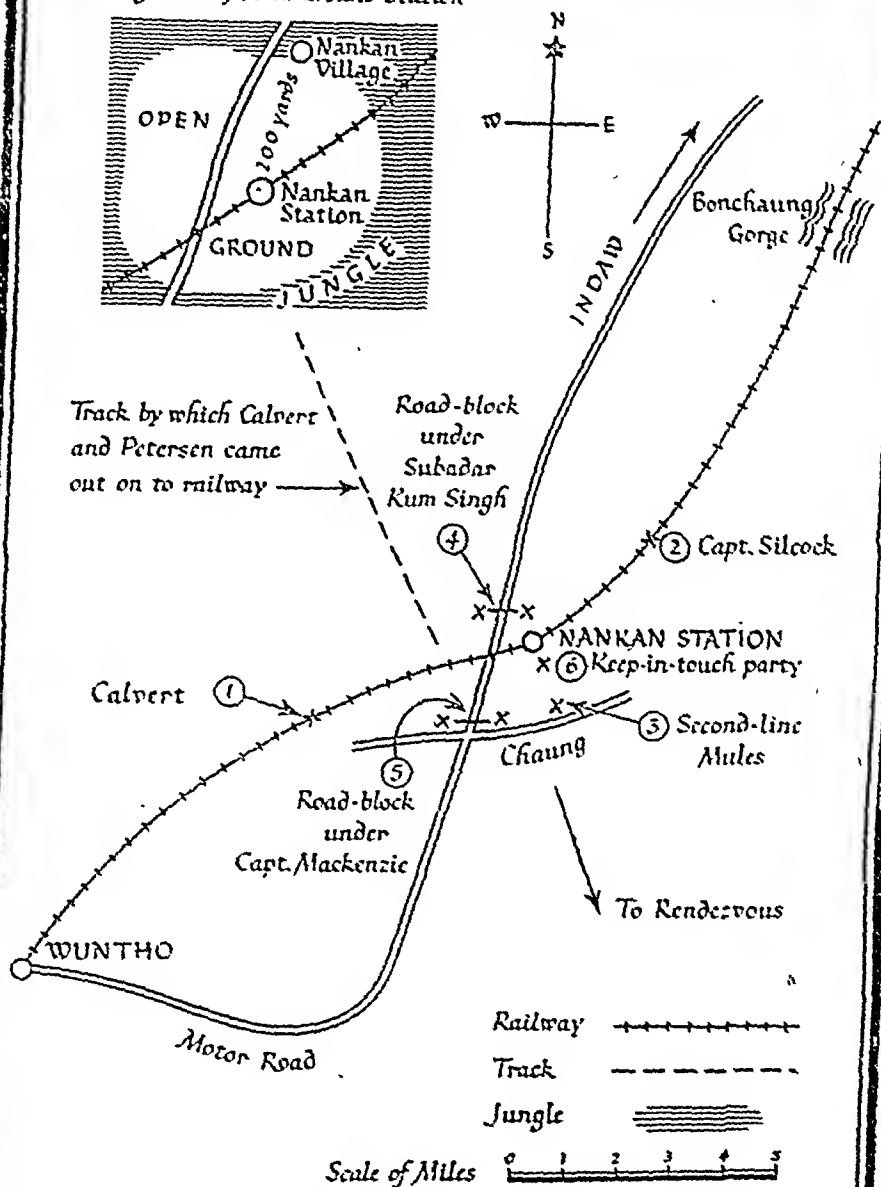 Station
Nankan
Village
OPEN
200 yards
Nankan
Station
GROUND
JUNGLE
N
W
E
S
Bonchaung
Gorge
INDAID
Track by which Calvert
and Petersen came
out on to railway
Road-block
under
Subadar
Kum Singh
4
2 Capt. Silcock
NANKAN STATION
6 Keep-in-touch party
Calvert 1
3 Second-line
Mules
Chaung
5
Road-block
under
Capt. Mackenzie
To Rendezvous
WUNTHO
Motor Road
Railway
Track
Jungle
Scale of Miles 0 1 2 3 4 5